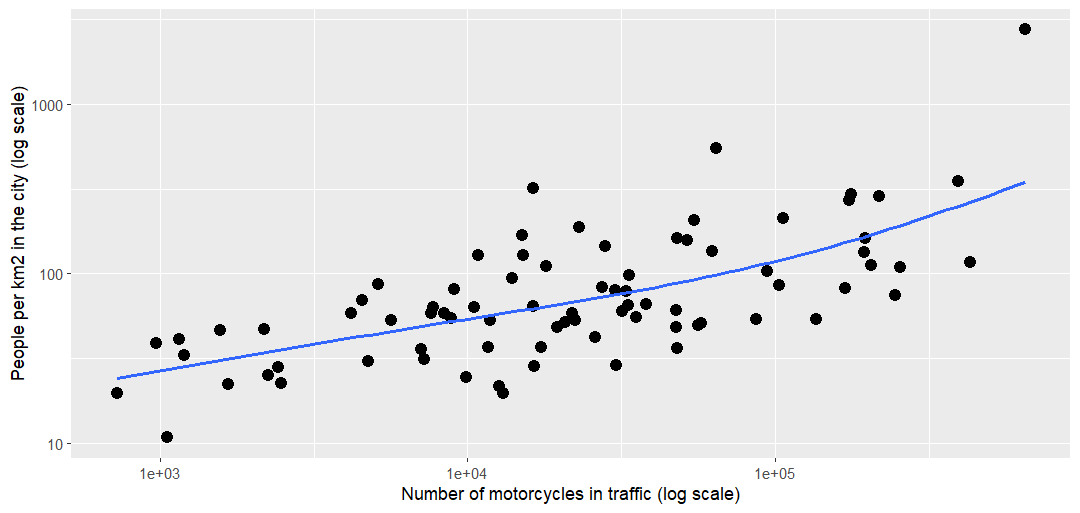 People per km2 in the city (log scale)
1000
100
10
1e+03
1e+04
1e+05
Number of motorcycles in traffic (log scale)